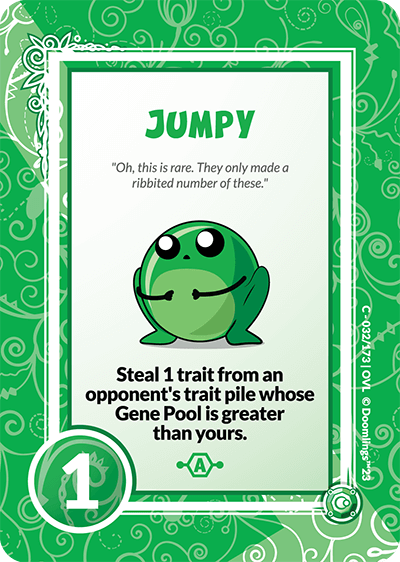 JUMPY
"Oh, this is rare. They only made a
ribbited number of these."
Steal 1 trait from an
opponent's trait pile whose
Gene Pool is greater
than yours.
A
1
C - 032/173 | OVL © Doomlings™ 23